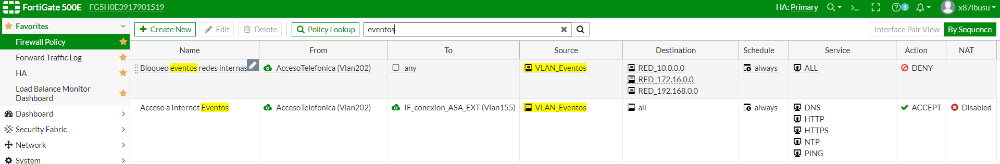 FortiGate 500E FG5H0E3917901519 HA: Primary 1 x87ibusu
Favorites
Firewall Policy
Forward Traffic Log
HA
Load Balance Monitor
Dashboard
Dashboard
Security Fabric
Network
System
Create New Edit Delete Policy Lookup eventos Interface Pair View By Sequence
Name From To Source Destination Schedule Service Action NAT
Bloqueo eventos redes internas AccesoTelefonica (Vlan202) any VLAN_Eventos RED_10.0.0.0 always ALL DENY
RED_172.16.0.0
RED_192.168.0.0
Acceso a Internet Eventos AccesoTelefonica (Vlan202) IF_conexion_ASA_EXT (Vlan155) VLAN_Eventos all always DNS ACCEPT Disabled
HTTP
HTTPS
NTP
PING